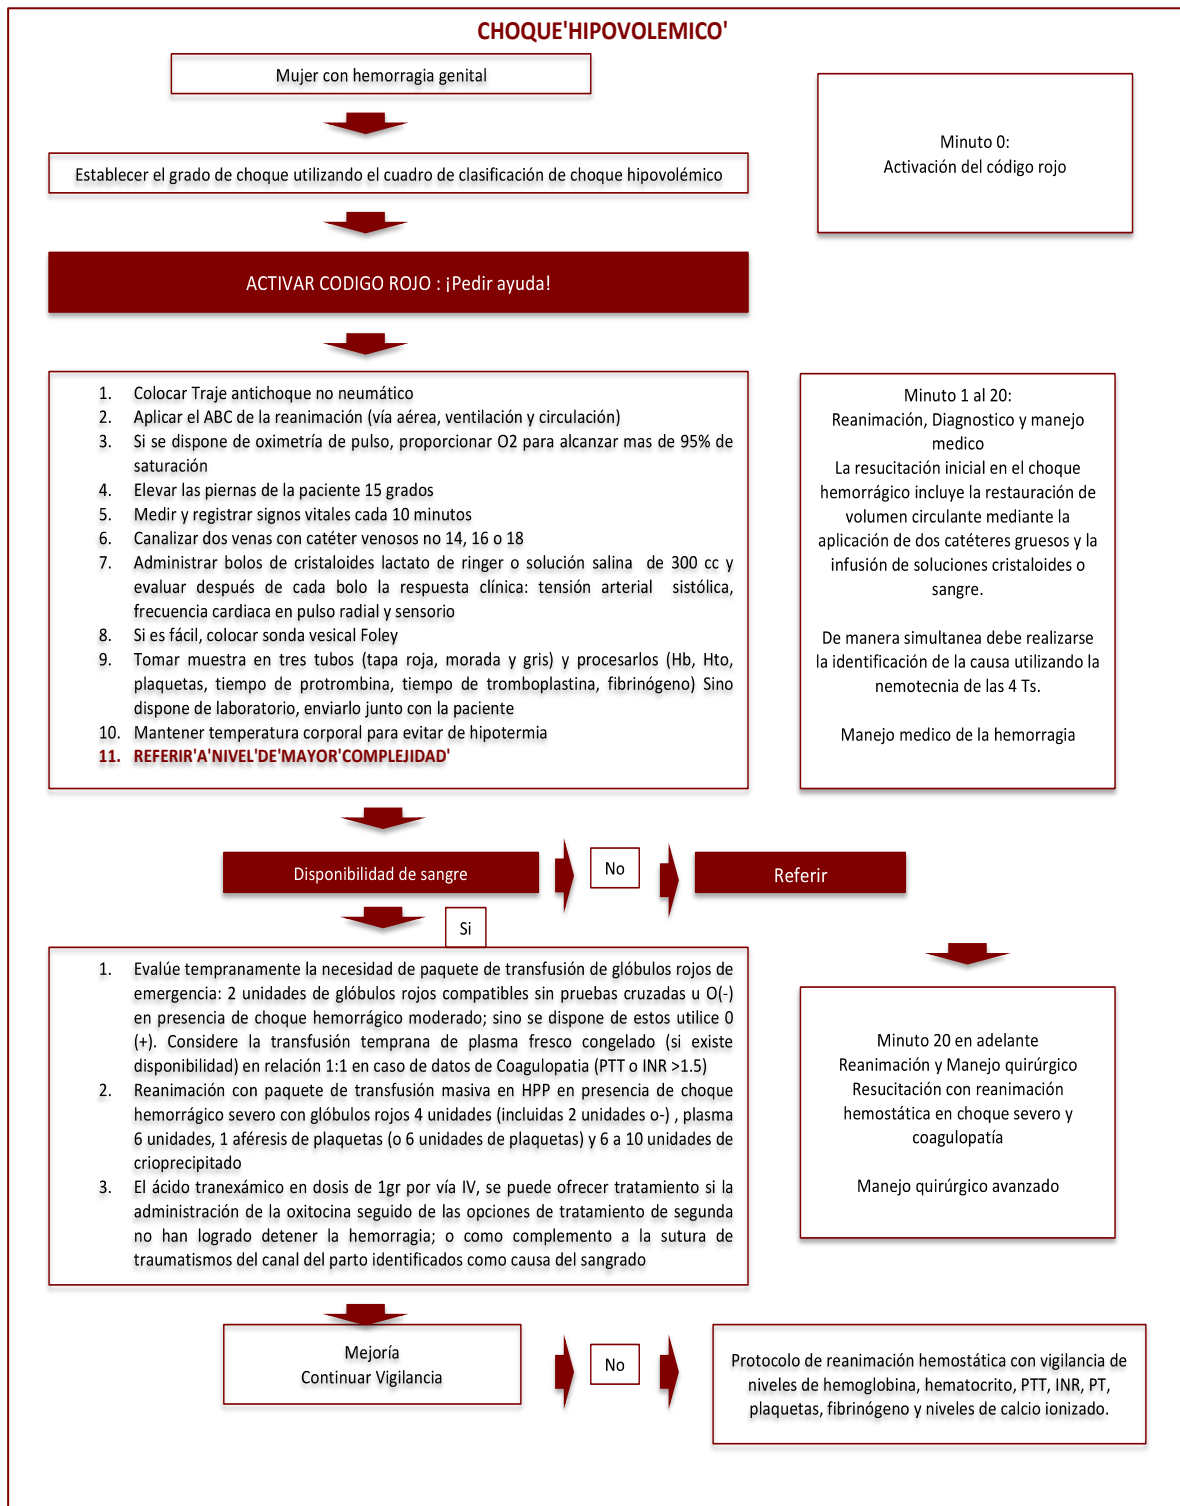 CHOQUE'HIPOVOLEMICO'
Mujer con hemorragia genital
Minuto 0:
Activación del código rojo
Establecer el grado de choque utilizando el cuadro de clasificación de choque hipovolémico
ACTIVAR CODIGO ROJO : ¡Pedir ayuda!
1. Colocar Traje antichoque no neumático
2. Aplicar el ABC de la reanimación (vía aérea, ventilación y circulación)
3. Si se dispone de oximetría de pulso, proporcionar O2 para alcanzar mas de 95% de
saturación
4. Elevar las piernas de la paciente 15 grados
5. Medir y registrar signos vitales cada 10 minutos
6. Canalizar dos venas con catéter venosos no 14, 16 o 18
7. Administrar bolos de cristaloides lactato de ringer o solución salina de 300 cc y
evaluar después de cada bolo la respuesta clínica: tensión arterial sistólica,
frecuencia cardiaca en pulso radial y sensorio
8. Si es fácil, colocar sonda vesical Foley
9. Tomar muestra en tres tubos (tapa roja, morada y gris) y procesarlos (Hb, Hto,
plaquetas, tiempo de protrombina, tiempo de tromboplastina, fibrinógeno) Sino
dispone de laboratorio, enviarlo junto con la paciente
10. Mantener temperatura corporal para evitar de hipotermia
11. REFERIR'A'NIVEL'DE'MAYOR'COMPLEJIDAD'
Minuto 1 al 20:
Reanimación, Diagnostico y manejo
medico
La resucitación inicial en el choque
hemorrágico incluye la restauración de
volumen circulante mediante la
aplicación de dos catéteres gruesos y la
infusión de soluciones cristaloides o
sangre.
De manera simultanea debe realizarse
la identificación de la causa utilizando la
nemotecnia de las 4 Ts.
Manejo medico de la hemorragia
Disponibilidad de sangre
No
Referir
Si
1. Evalúe tempranamente la necesidad de paquete de transfusión de glóbulos rojos de
emergencia: 2 unidades de glóbulos rojos compatibles sin pruebas cruzadas u O(-)
en presencia de choque hemorrágico moderado; sino se dispone de estos utilice 0
(+). Considere la transfusión temprana de plasma fresco congelado (si existe
disponibilidad) en relación 1:1 en caso de datos de Coagulopatia (PTT o INR >1.5)
2. Reanimación con paquete de transfusión masiva en HPP en presencia de choque
hemorrágico severo con glóbulos rojos 4 unidades (incluidas 2 unidades o-) , plasma
6 unidades, 1 aféresis de plaquetas (o 6 unidades de plaquetas) y 6 a 10 unidades de
crioprecipitado
3. El ácido tranexámico en dosis de 1gr por vía IV, se puede ofrecer tratamiento si la
administración de la oxitocina seguido de las opciones de tratamiento de segunda
no han logrado detener la hemorragia; o como complemento a la sutura de
traumatismos del canal del parto identificados como causa del sangrado
Minuto 20 en adelante
Reanimación y Manejo quirúrgico
Resucitación con reanimación
hemostática en choque severo y
coagulopatía
Manejo quirúrgico avanzado
Mejoría
Continuar Vigilancia
No
Protocolo de reanimación hemostática con vigilancia de
niveles de hemoglobina, hematocrito, PTT, INR, PT,
plaquetas, fibrinógeno y niveles de calcio ionizado.